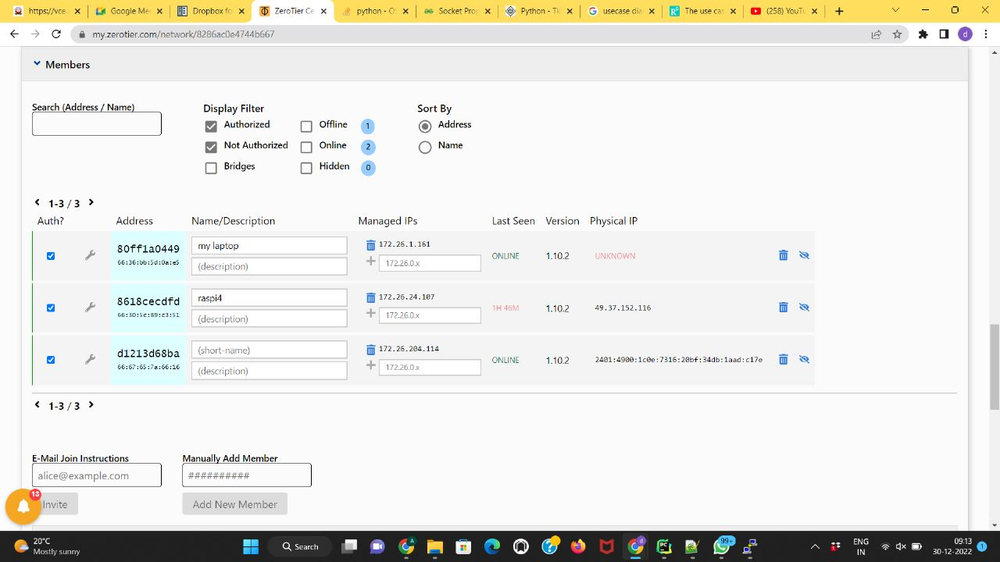 https://vce.
Google Mee
Dropbox fo
ZeroTier Ce
python - O
Socket Prog
Python - Tk
usecase dia
The use cas
(258) YouTu
my.zerotier.com/network/8286ac0e4744b667
d
Members
Search (Address / Name)
Display Filter
Sort By
Authorized
Offline
1
Address
Not Authorized
Online
2
Name
Bridges
Hidden
0
1-3 / 3
Auth?
Address
Name/Description
Managed IPs
Last Seen
Version
Physical IP
80ff1a0449
66:36:bb:5d:0a:e5
my laptop
(description)
172.26.1.161
172.26.0.x
ONLINE
1.10.2
UNKNOWN
8618cecdfd
66:30:5c:89:c3:51
raspi4
(description)
172.26.24.107
172.26.0.x
1H 46M
1.10.2
49.37.152.116
d1213d68ba
66:67:65:7a:66:16
(short-name)
(description)
172.26.204.114
172.26.0.x
ONLINE
1.10.2
2401:4900:1c0e:7316:20bf:34db:1aad:c17e
1-3 / 3
E-Mail Join Instructions
Manually Add Member
alice@example.com
##########
13
Invite
Add New Member
20°C
Mostly sunny
Search
99+
ENG
IN
09:13
30-12-2022
1